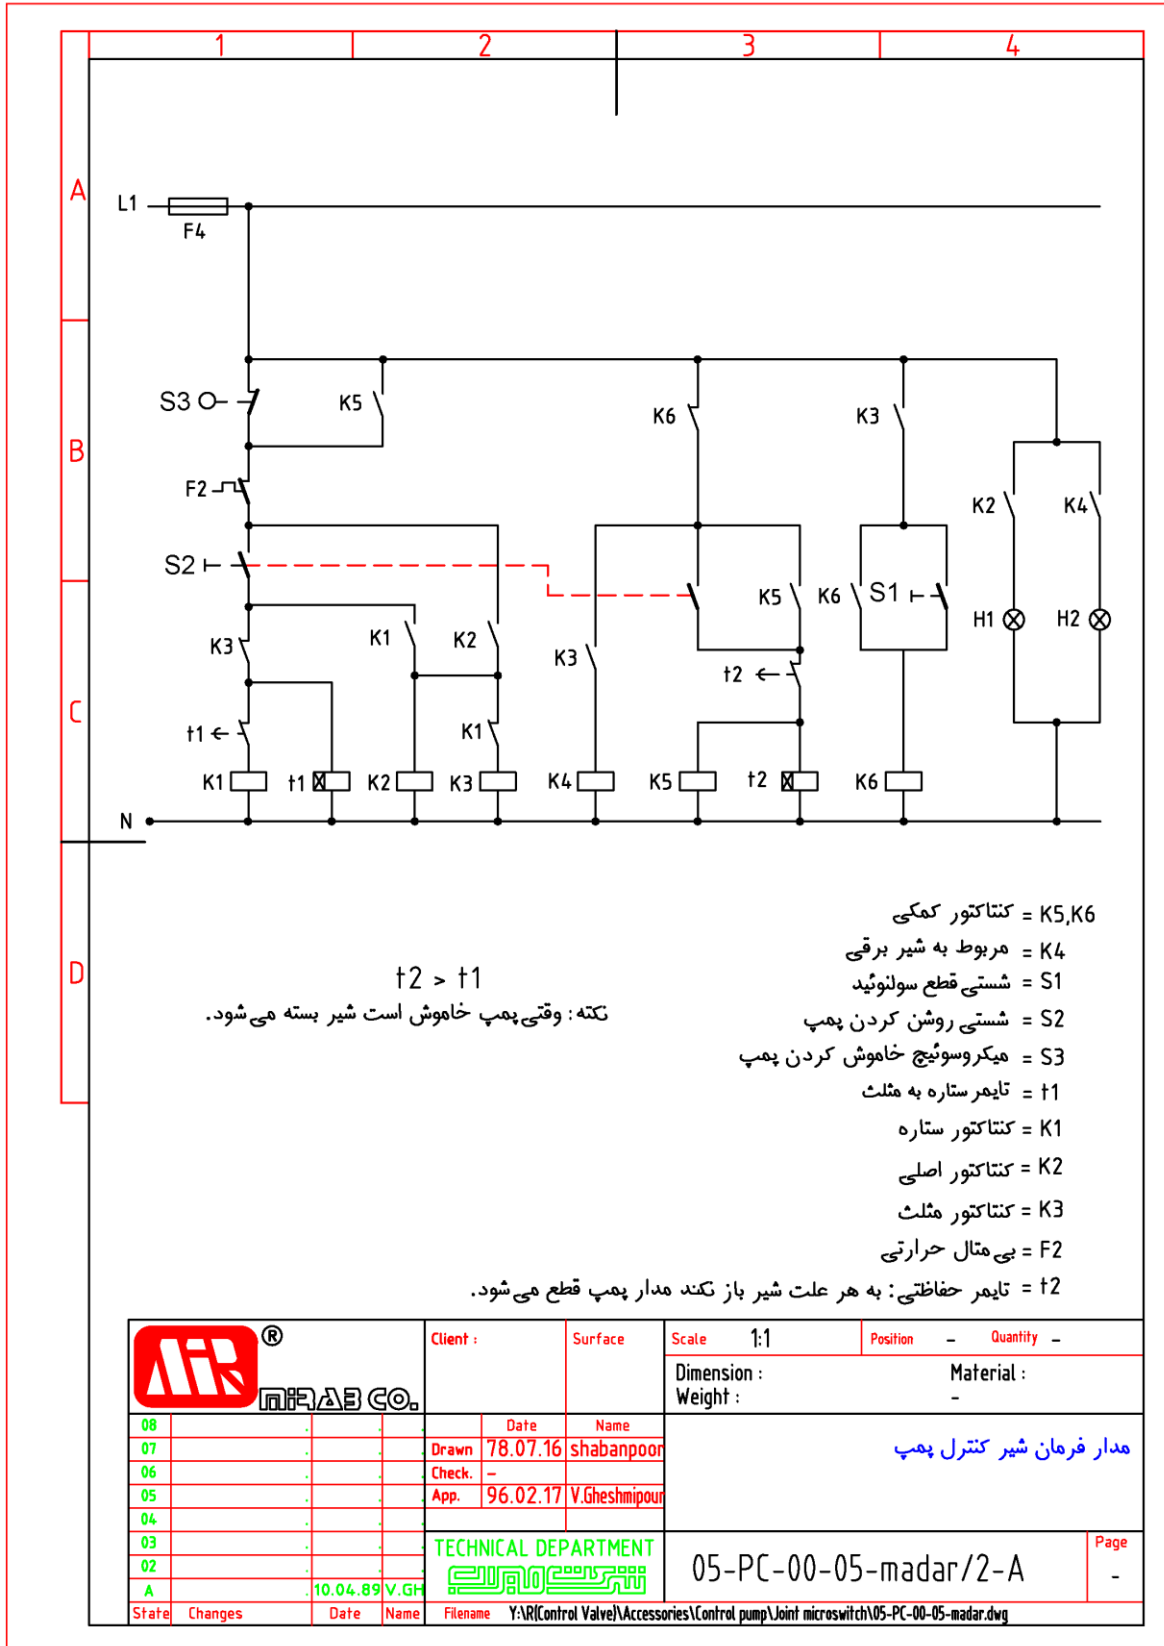 1 2 3 4
A
L1
F4
S3 K5 K6 K3
B
F2 K2 K4
S2
K5 K6 S1 H1 H2
K3 K1 K2 K3 t2
C
t1 K1
K1 t1 K2 K3 K4 K5 t2 K6
N
D
K5,K6 = کنتاکتور کمکی
K4 = مربوط به شیر برقی
S1 = شستی قطع سولنوئید
S2 = شستی روشن کردن پمپ
S3 = میکروسوئیچ خاموش کردن پمپ
t1 = تایمر ستاره به مثلث
K1 = کنتاکتور ستاره
K2 = کنتاکتور اصلی
K3 = کنتاکتور مثلث
F2 = بی متال حرارتی
t2 = تایمر حفاظتی : به هر علت شیر باز نکند مدار پمپ قطع می شود.
t2 > t1
نکته : وقتی پمپ خاموش است شیر بسته می شود.
MIR ®
MIRAB CO.
Client : Surface Scale 1:1 Position - Quantity -
Dimension : Material :
Weight : -
08 Date Name
07 Drawn 78.07.16 shabanpoor
06 Check. -
05 App. 96.02.17 V.Gheshmipour
04
03
02
A 10.04.89 V.GH
State Changes Date Name
مدار فرمان شیر کنترل پمپ
TECHNICAL DEPARTMENT
شرکت میراب
05-PC-00-05-madar/2-A
Page
-
Filename Y:\R(Control Valve)\Accessories\Control pump\Joint microswitch\05-PC-00-05-madar.dwg